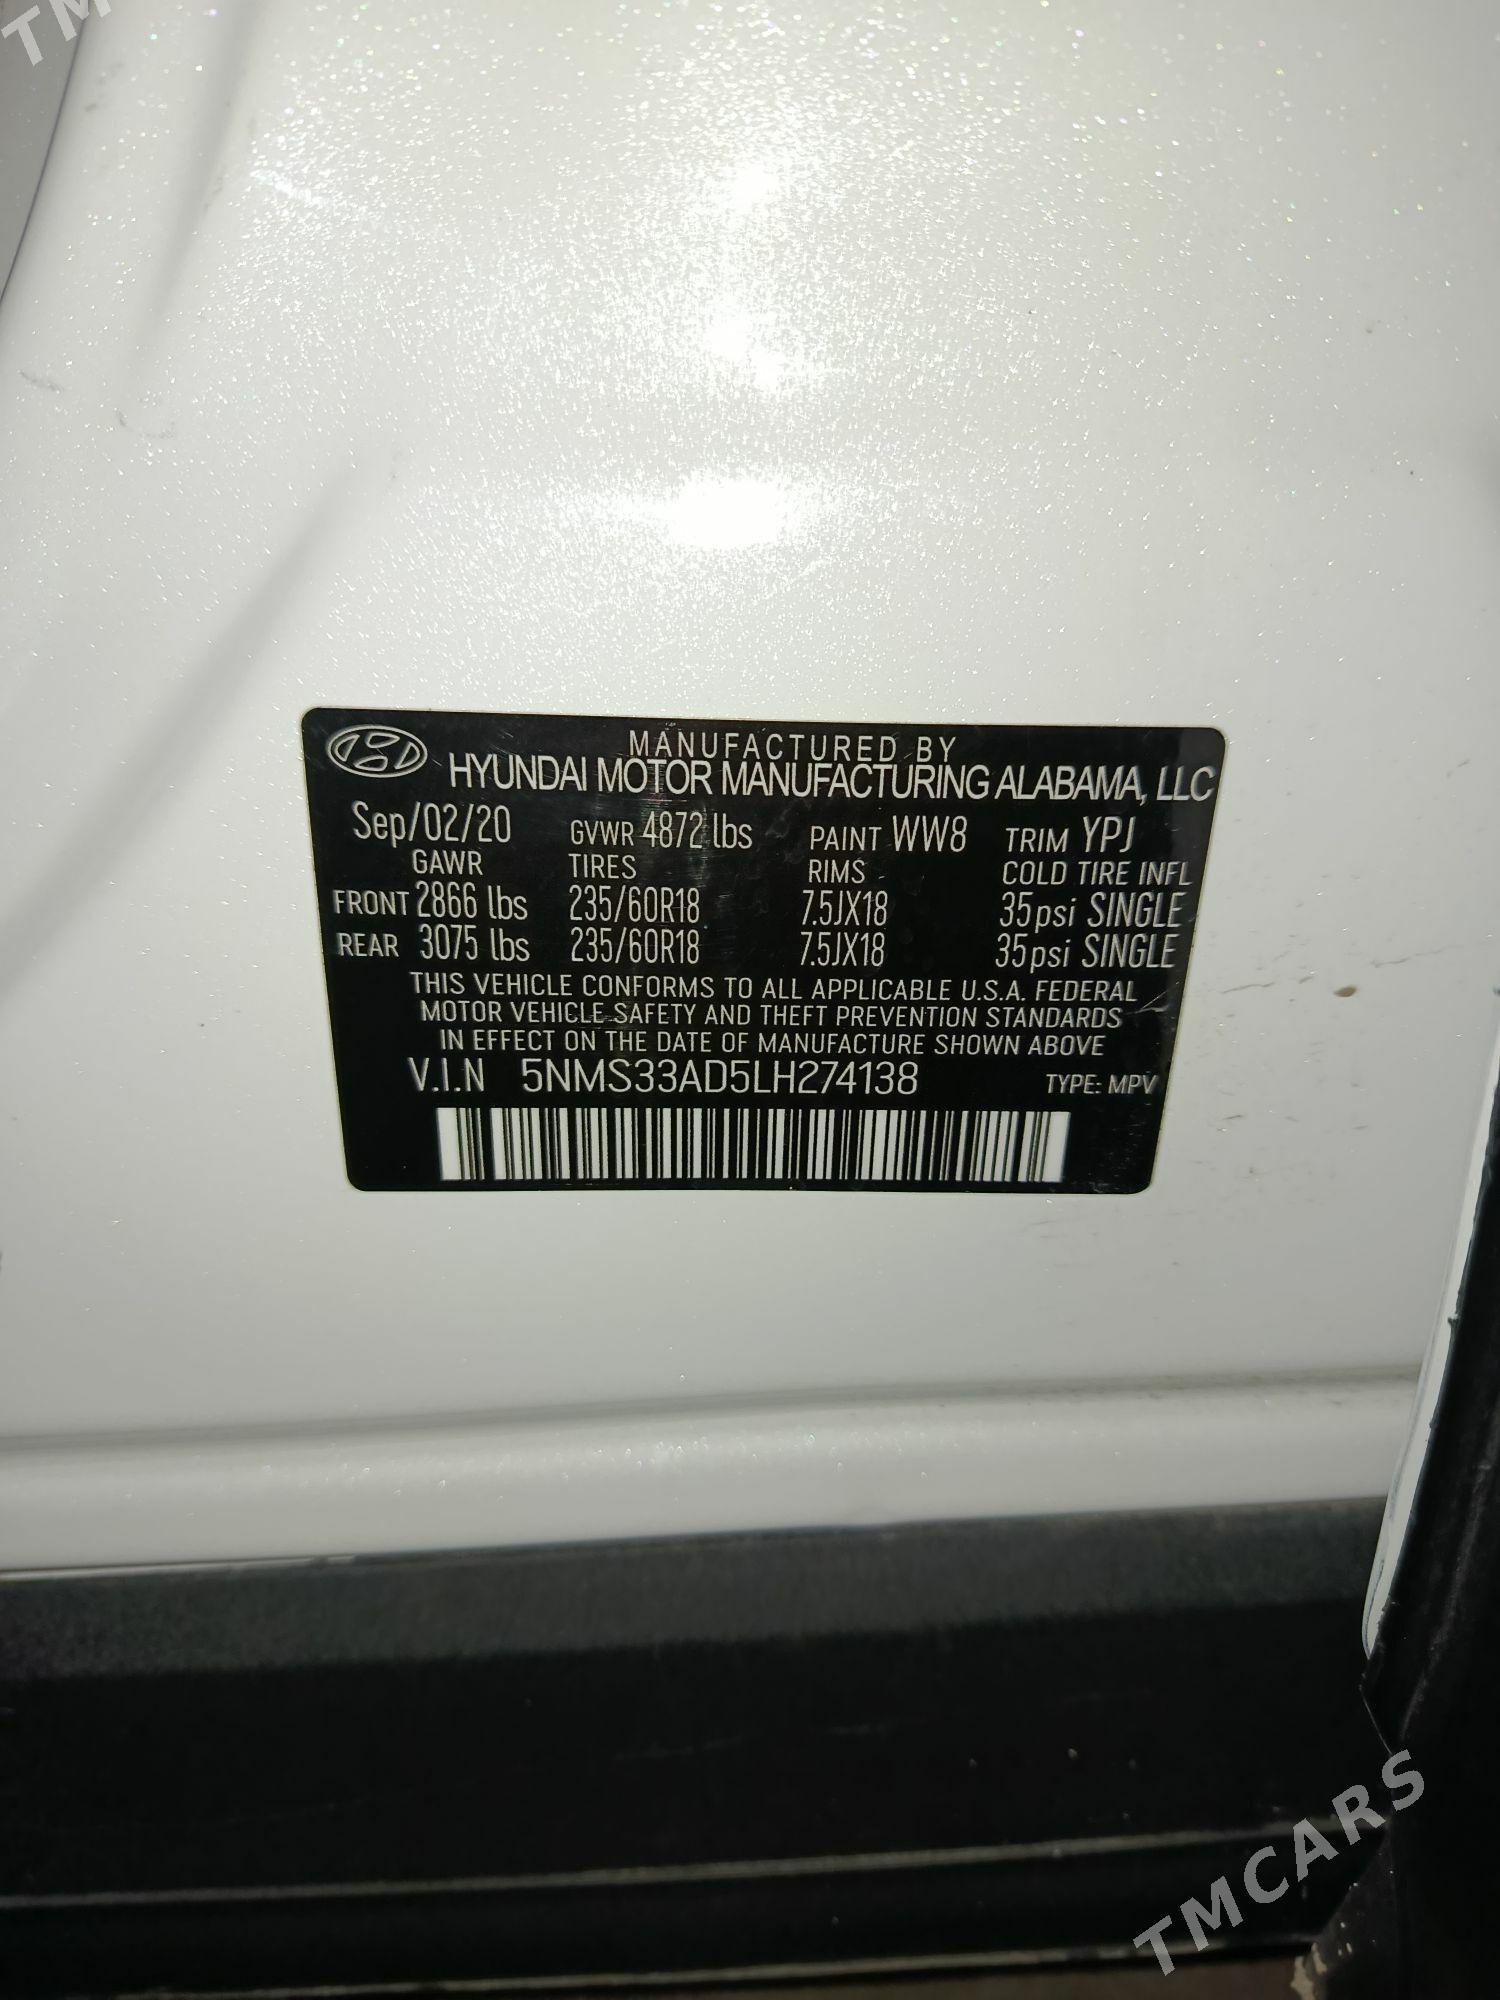 TM
MANUFACTURED BY
HYUNDAI MOTOR MANUFACTURING ALABAMA, LLC
Sep/02/20 GVWR 4872 lbs PAINT WW8 TRIM YPJ
GAWR TIRES RIMS COLD TIRE INFL
FRONT 2866 lbs 235/60R18 7.5JX18 35psi SINGLE
REAR 3075 lbs 235/60R18 7.5JX18 35psi SINGLE
THIS VEHICLE CONFORMS TO ALL APPLICABLE U.S.A. FEDERAL
MOTOR VEHICLE SAFETY AND THEFT PREVENTION STANDARDS
IN EFFECT ON THE DATE OF MANUFACTURE SHOWN ABOVE
V.I.N 5NMS33AD5LH274138 TYPE: MPV
TMCARS